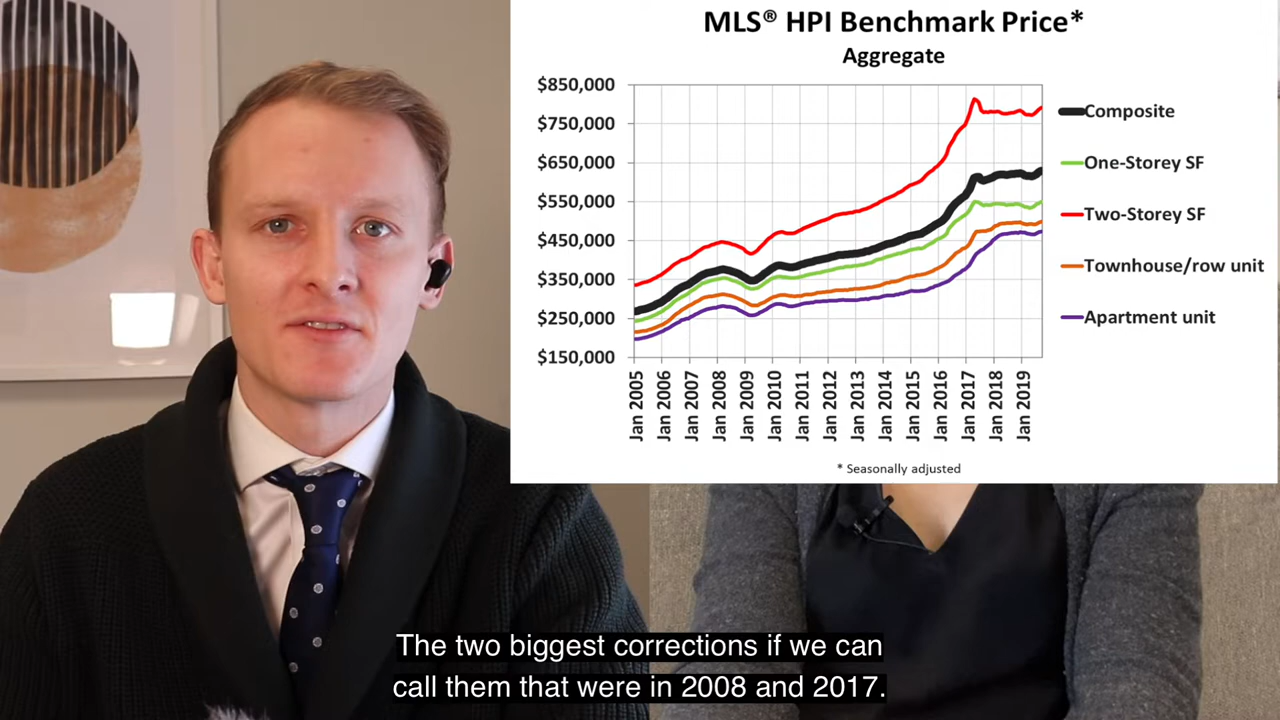 MLS® HPI Benchmark Price*
Aggregate
$850,000
$750,000
$650,000
$550,000
$450,000
$350,000
$250,000
$150,000
Jan 2005
Jan 2006
Jan 2007
Jan 2008
Jan 2009
Jan 2010
Jan 2011
Jan 2012
Jan 2013
Jan 2014
Jan 2015
Jan 2016
Jan 2017
Jan 2018
Jan 2019
Composite
One-Storey SF
Two-Storey SF
Townhouse/row unit
Apartment unit
* Seasonally adjusted
The two biggest corrections if we can
call them that were in 2008 and 2017.